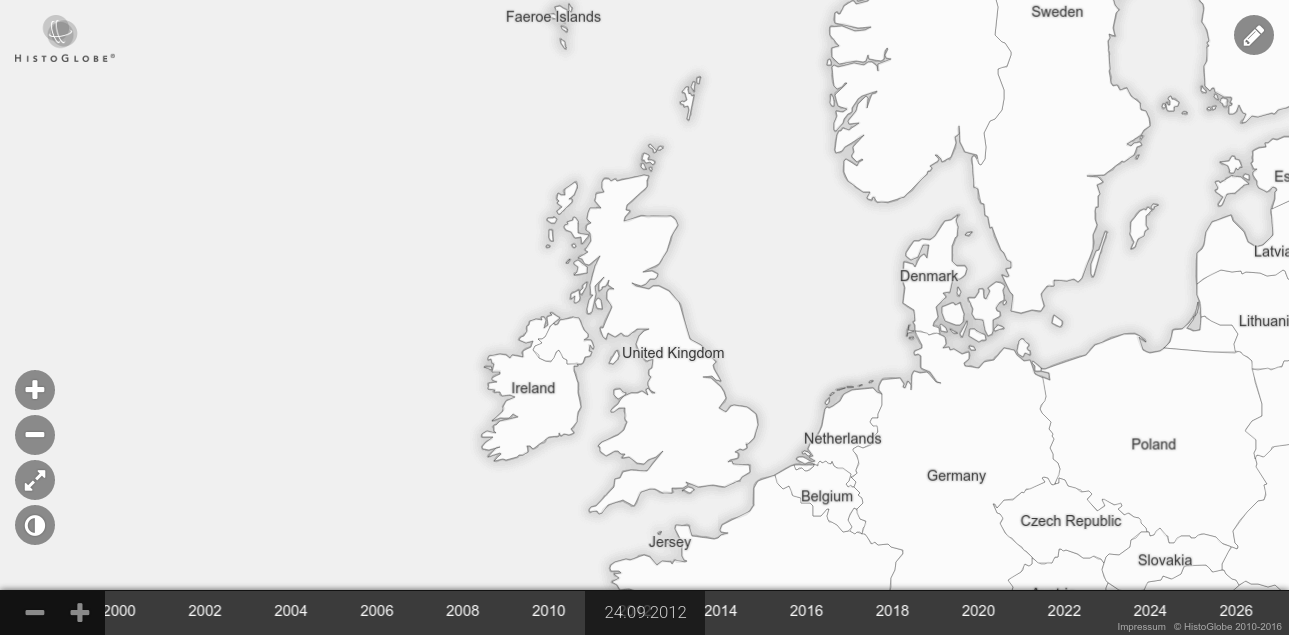 Faeroe Islands
Sweden
HISTOGLOBE®
Denmark
Latvia
Lithuani
United Kingdom
Ireland
Netherlands
Poland
Germany
Belgium
Czech Republic
Jersey
Slovakia
2000 2002 2004 2006 2008 2010 24.09.2012 2014 2016 2018 2020 2022 2024 2026
Impressum © HistoGlobe 2010-2016